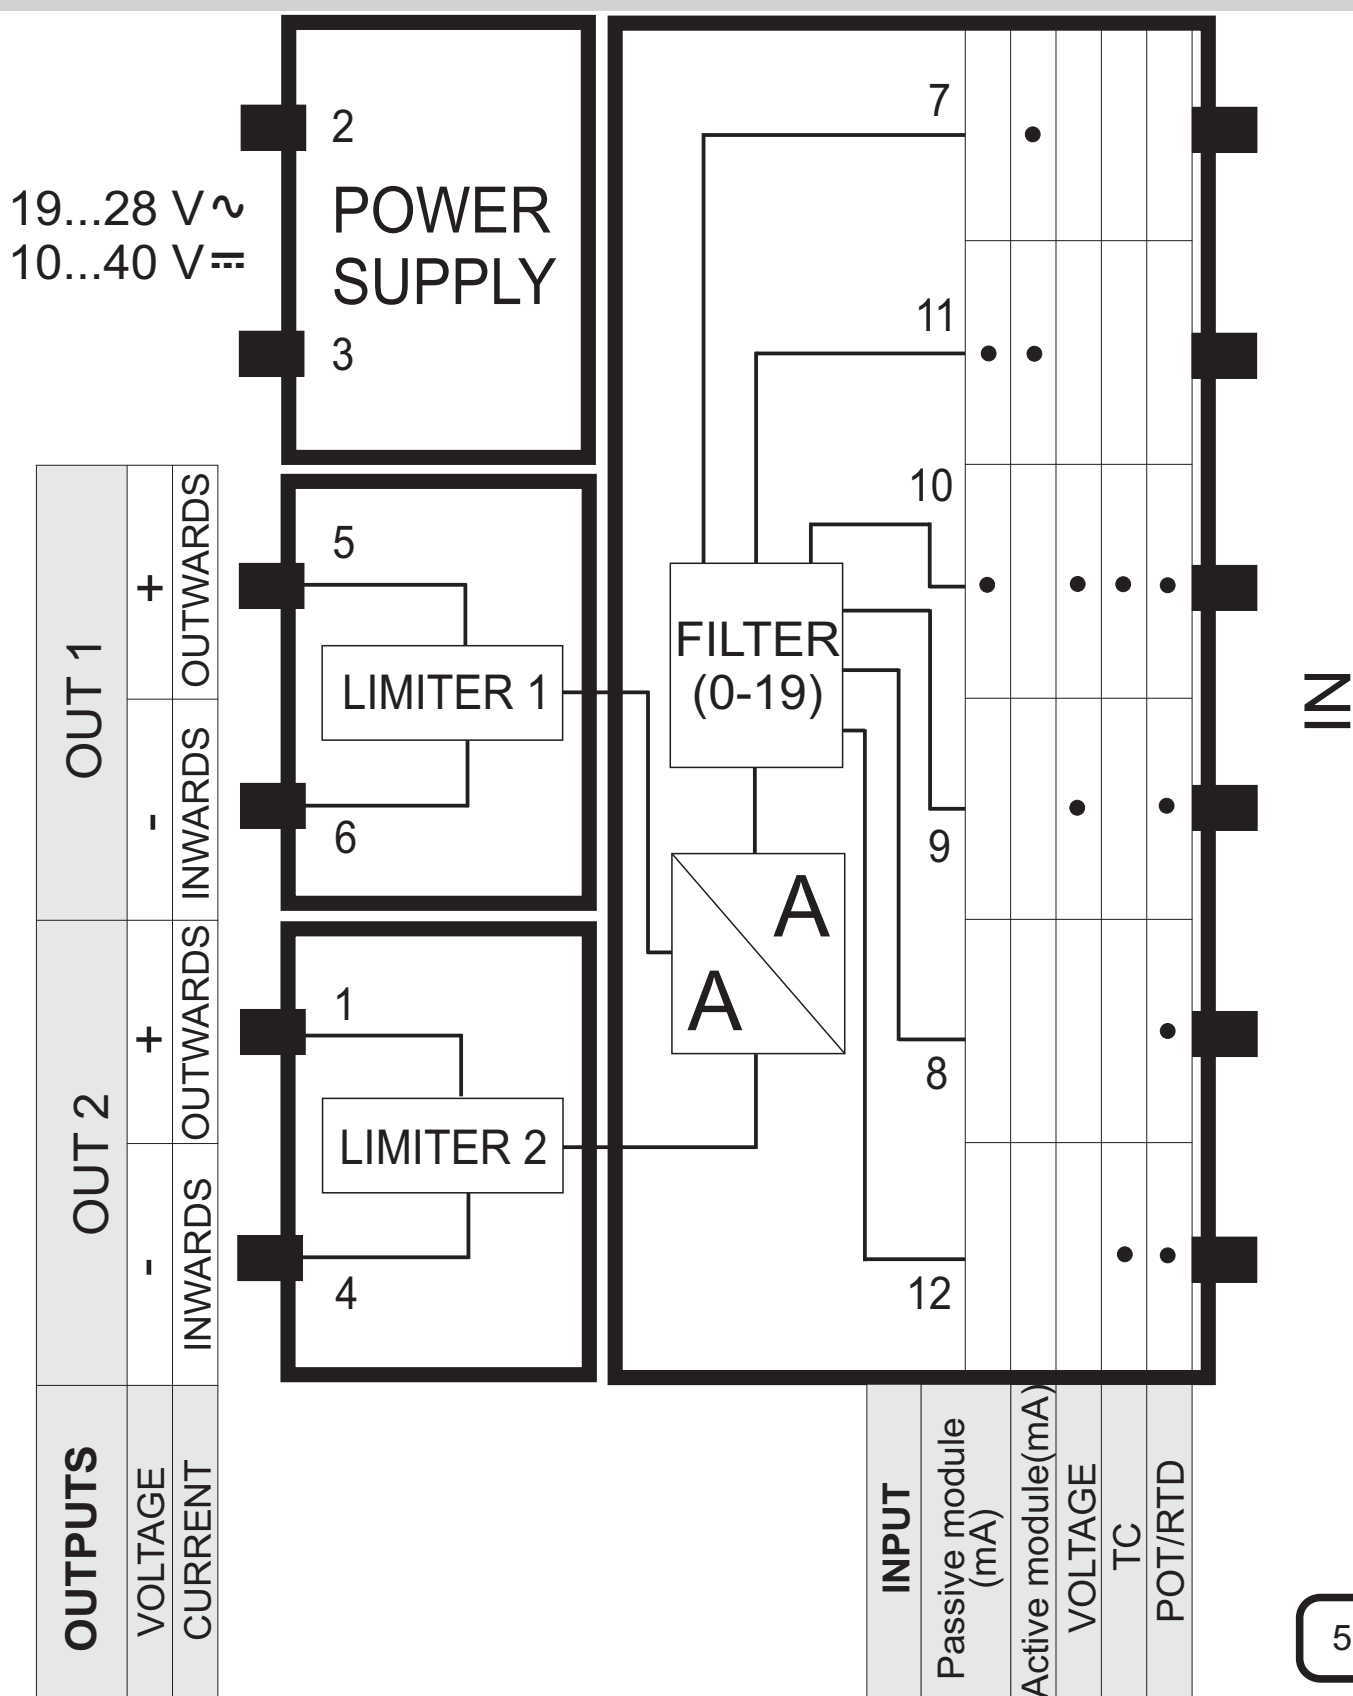 2
POWER
SUPPLY
3
19...28 V~
10...40 V⎓
7
11
10
9
8
12
FILTER
(0-19)
A
A
5
LIMITER 1
6
1
LIMITER 2
4
OUT 1
+
OUTWARDS
-
INWARDS
OUT 2
+
OUTWARDS
-
INWARDS
OUTPUTS
VOLTAGE
CURRENT
IN
INPUT
Passive module
(mA)
Active module(mA)
VOLTAGE
TC
POT/RTD
5